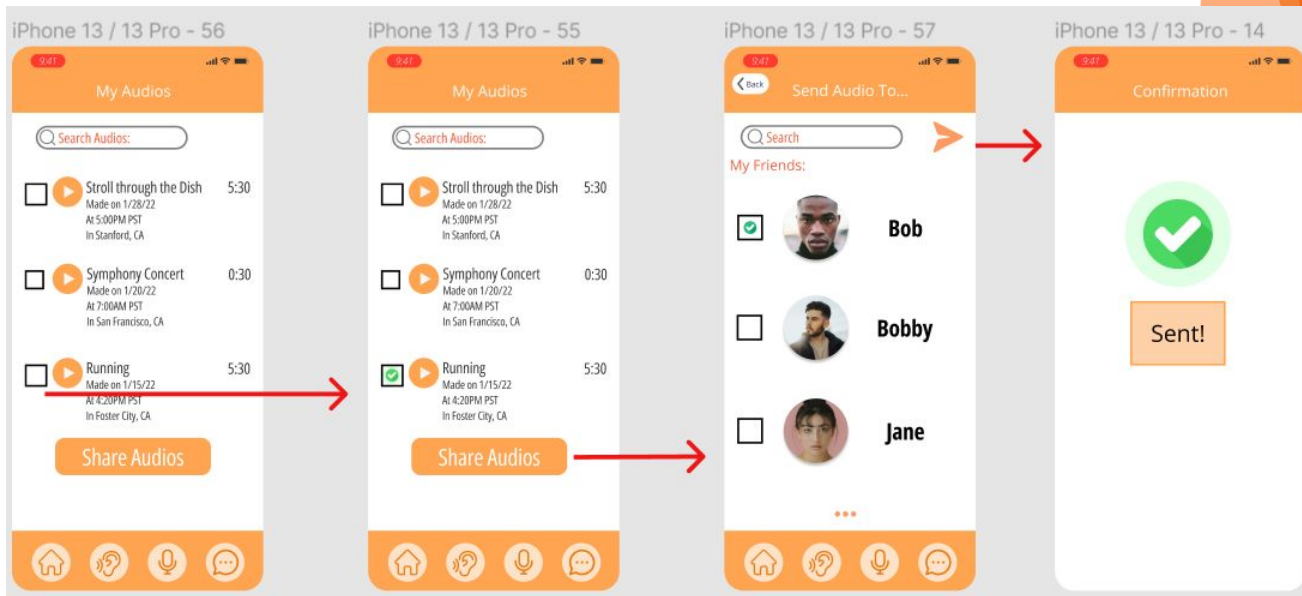 iPhone 13 / 13 Pro - 56
9:41
My Audios
Search Audios:
Stroll through the Dish 5:30
Made on 1/28/22
At 5:00PM PST
In Stanford, CA
Symphony Concert 0:30
Made on 1/20/22
At 7:00AM PST
In San Francisco, CA
Running 5:30
Made on 1/15/22
At 4:20PM PST
In Foster City, CA
Share Audios
iPhone 13 / 13 Pro - 55
9:41
My Audios
Search Audios:
Stroll through the Dish 5:30
Made on 1/28/22
At 5:00PM PST
In Stanford, CA
Symphony Concert 0:30
Made on 1/20/22
At 7:00AM PST
In San Francisco, CA
Running 5:30
Made on 1/15/22
At 4:20PM PST
In Foster City, CA
Share Audios
iPhone 13 / 13 Pro - 57
9:41
Back
Send Audio To...
Search
My Friends:
Bob
Bobby
Jane
iPhone 13 / 13 Pro - 14
9:41
Confirmation
Sent!